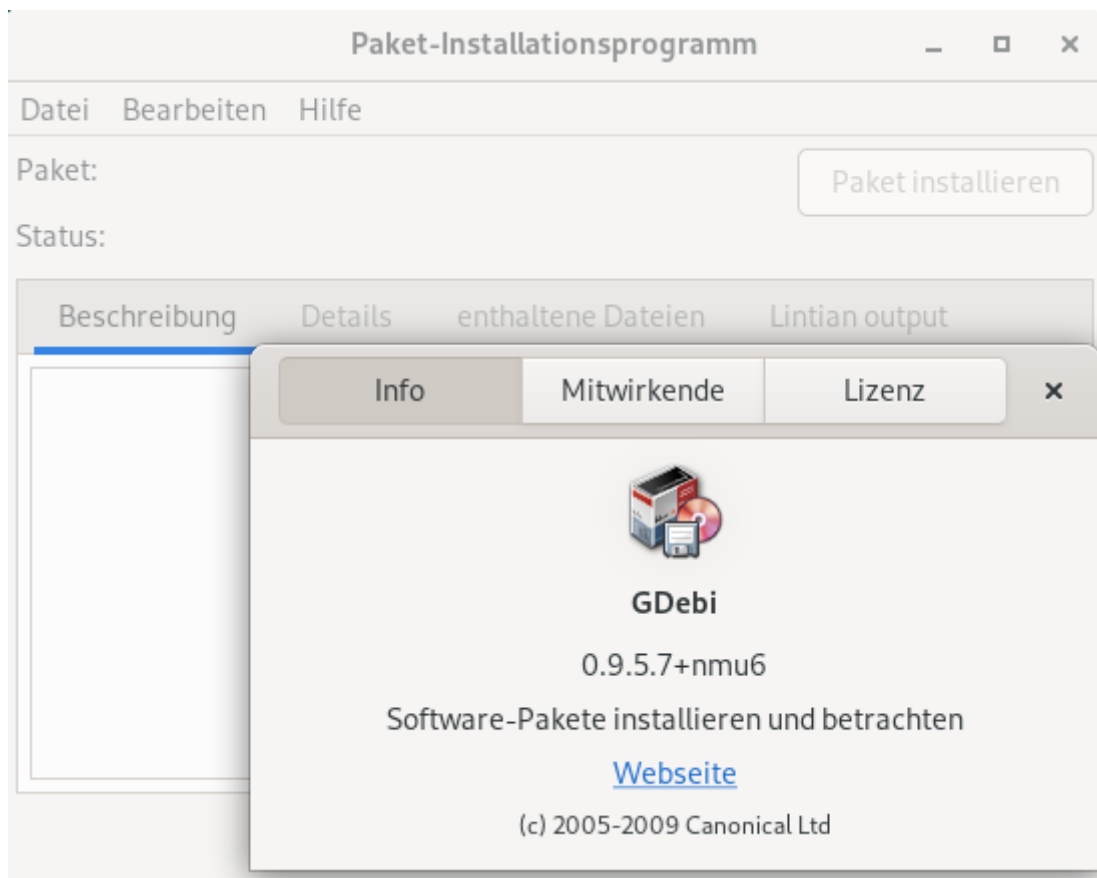 Paket-Installationsprogramm
Datei Bearbeiten Hilfe
Paket:
Paket installieren
Status:
Beschreibung Details enthaltene Dateien Lintian output
Info Mitwirkende Lizenz
GDebi
0.9.5.7+nmu6
Software-Pakete installieren und betrachten
Webseite
(c) 2005-2009 Canonical Ltd